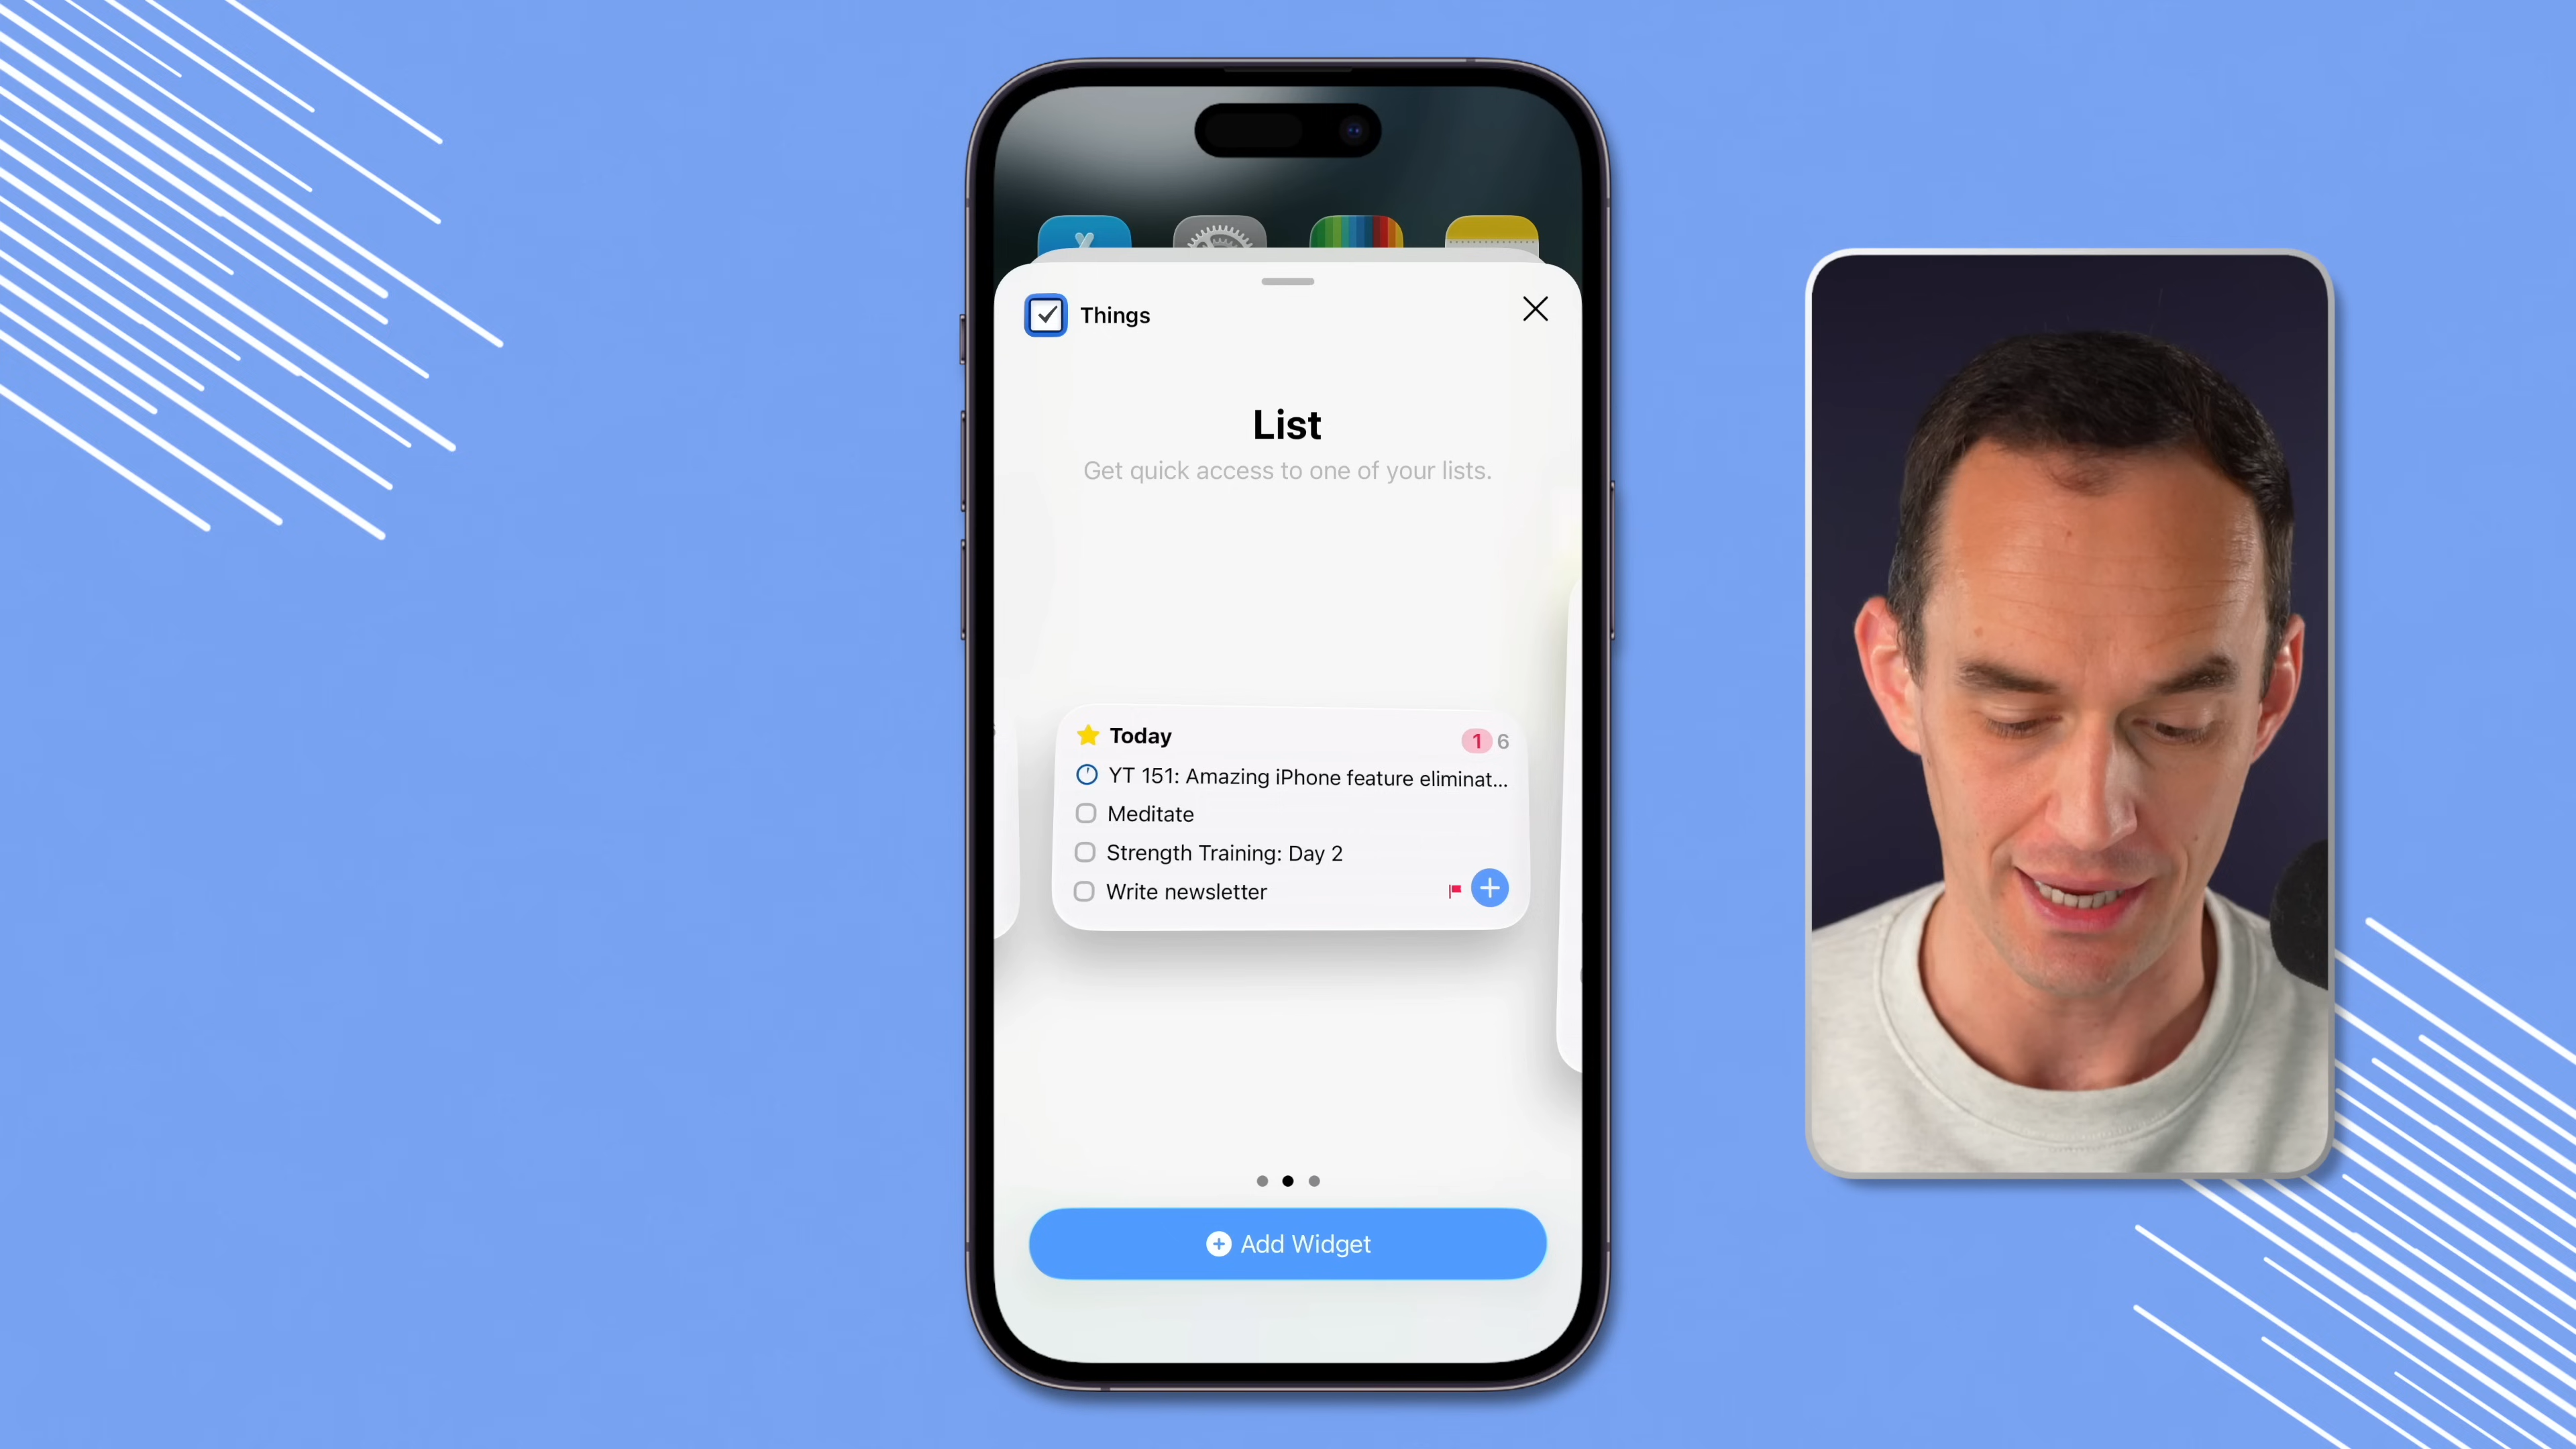 Things
List
Get quick access to one of your lists.
Today
1 6
YT 151: Amazing iPhone feature eliminat...
Meditate
Strength Training: Day 2
Write newsletter
Add Widget